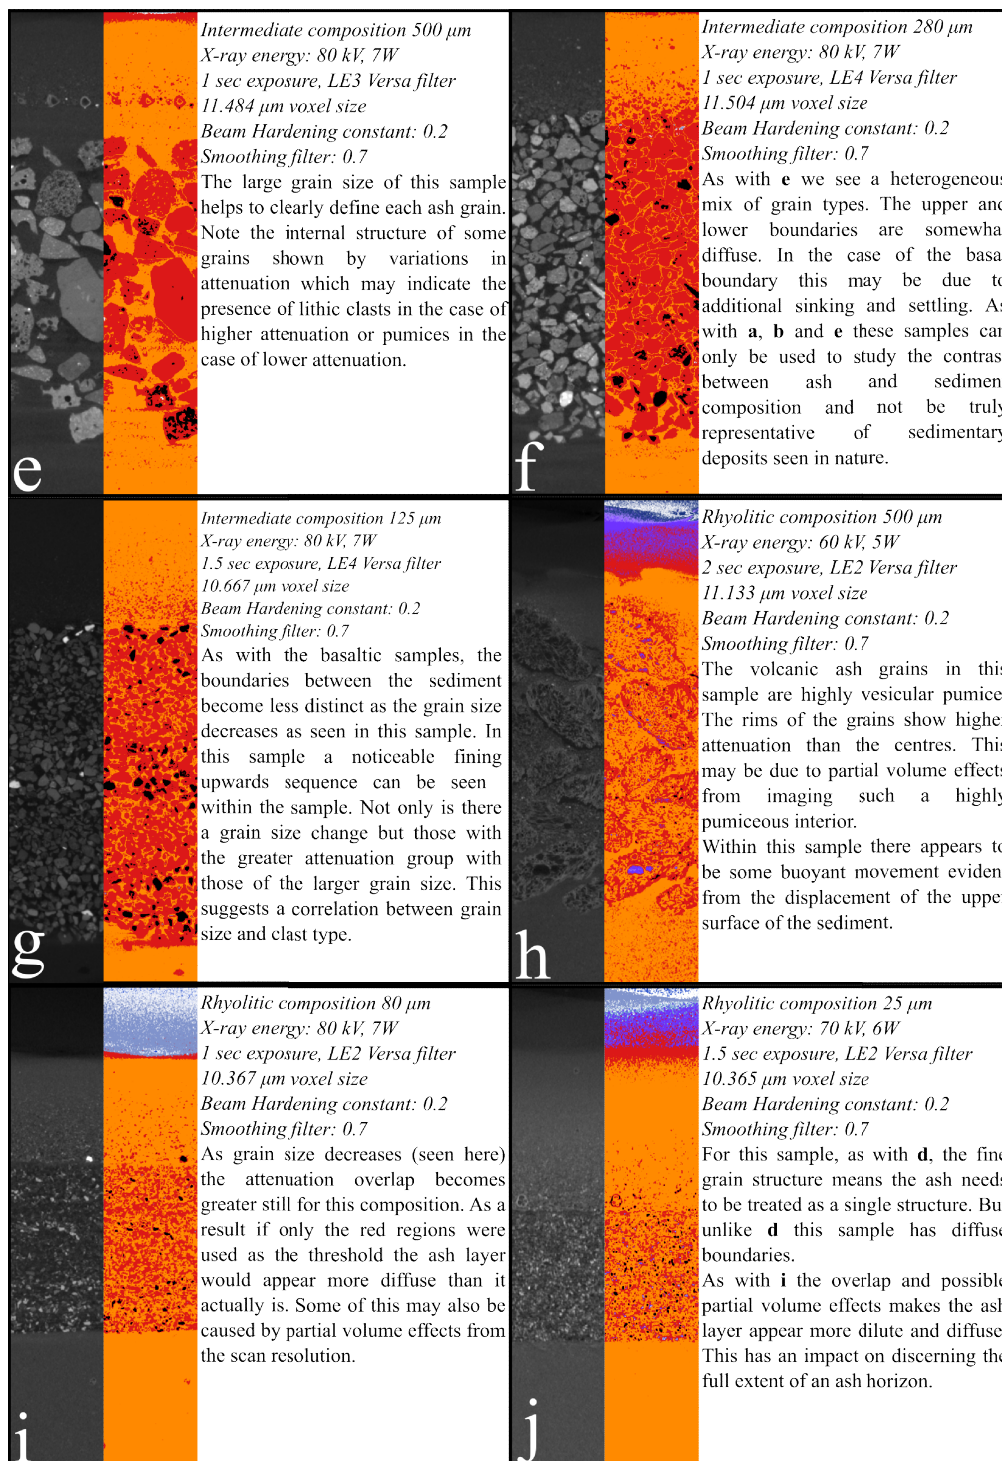 Intermediate composition 500 μm
X-ray energy: 80 kV, 7W
1 sec exposure, LE3 Versa filter
11.484 μm voxel size
Beam Hardening constant: 0.2
Smoothing filter: 0.7
The large grain size of this sample
helps to clearly define each ash grain.
Note the internal structure of some
grains shown by variations in
attenuation which may indicate the
presence of lithic clasts in the case of
higher attenuation or pumices in the
case of lower attenuation.
e
Intermediate composition 280 μm
X-ray energy: 80 kV, 7W
1 sec exposure, LE4 Versa filter
11.504 μm voxel size
Beam Hardening constant: 0.2
Smoothing filter: 0.7
As with e we see a heterogeneous
mix of grain types. The upper and
lower boundaries are somewha
diffuse. In the case of the basa
boundary this may be due to
additional sinking and settling. As
with a, b and e these samples can
only be used to study the contras
between ash and sedimen
composition and not be truly
representative of sedimentary
deposits seen in nature.
f
Intermediate composition 125 μm
X-ray energy: 80 kV, 7W
1.5 sec exposure, LE4 Versa filter
10.667 μm voxel size
Beam Hardening constant: 0.2
Smoothing filter: 0.7
As with the basaltic samples, the
boundaries between the sediment
become less distinct as the grain size
decreases as seen in this sample. In
this sample a noticeable fining
upwards sequence can be seen
within the sample. Not only is there
a grain size change but those with
the greater attenuation group with
those of the larger grain size. This
suggests a correlation between grain
size and clast type.
g
Rhyolitic composition 500 μm
X-ray energy: 60 kV, 5W
2 sec exposure, LE2 Versa filter
11.133 μm voxel size
Beam Hardening constant: 0.2
Smoothing filter: 0.7
The volcanic ash grains in this
sample are highly vesicular pumice
The rims of the grains show higher
attenuation than the centres. This
may be due to partial volume effects
from imaging such a highly
pumiceous interior.
Within this sample there appears to
be some buoyant movement eviden
from the displacement of the upper
surface of the sediment.
h
Rhyolitic composition 80 μm
X-ray energy: 80 kV, 7W
1 sec exposure, LE2 Versa filter
10.367 μm voxel size
Beam Hardening constant: 0.2
Smoothing filter: 0.7
As grain size decreases (seen here)
the attenuation overlap becomes
greater still for this composition. As a
result if only the red regions were
used as the threshold the ash layer
would appear more diffuse than it
actually is. Some of this may also be
caused by partial volume effects from
the scan resolution.
i
Rhyolitic composition 25 μm
X-ray energy: 70 kV, 6W
1.5 sec exposure, LE2 Versa filter
10.365 μm voxel size
Beam Hardening constant: 0.2
Smoothing filter: 0.7
For this sample, as with d, the fine
grain structure means the ash needs
to be treated as a single structure. Bu
unlike d this sample has diffuse
boundaries.
As with i the overlap and possible
partial volume effects makes the ash
layer appear more dilute and diffuse
This has an impact on discerning the
full extent of an ash horizon.
j